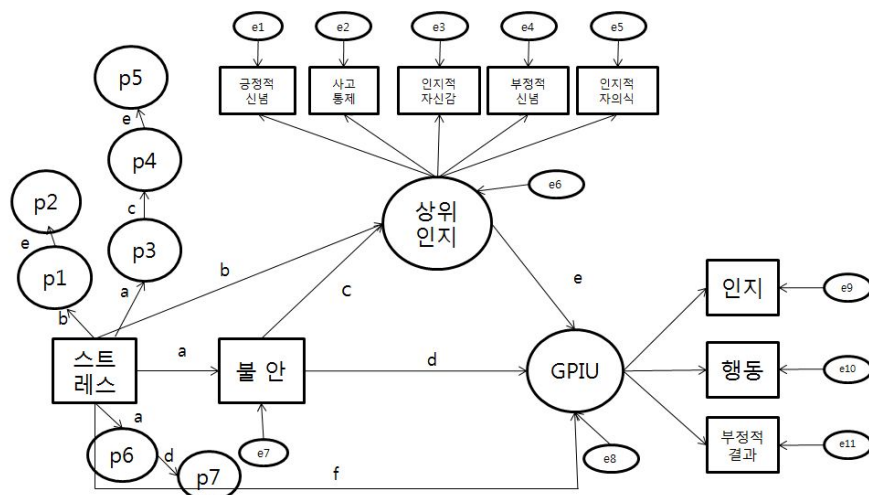 e1
e2
e3
e4
e5
긍정적
신념
사고
통제
인지적
자신감
부정적
신념
인지적
자의식
p5
e
p4
c
p3
a
p2
e
p1
b
상위
인지
e6
b
c
e
스트
레스
a
불 안
d
GPIU
인지
e9
행동
e10
부정적
결과
e11
a
p6
d
p7
e7
f
e8